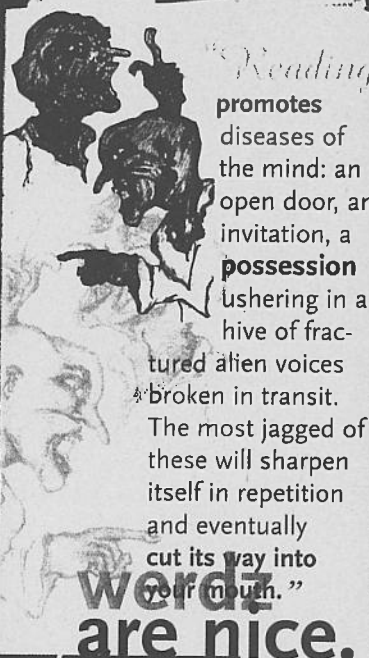 "Reading
promotes
diseases of
the mind: an
open door, an
invitation, a
possession
ushering in a
hive of frac-
tured alien voices
broken in transit.
The most jagged of
these will sharpen
itself in repetition
and eventually
cut its way into
your mouth."
werdz
are nice.